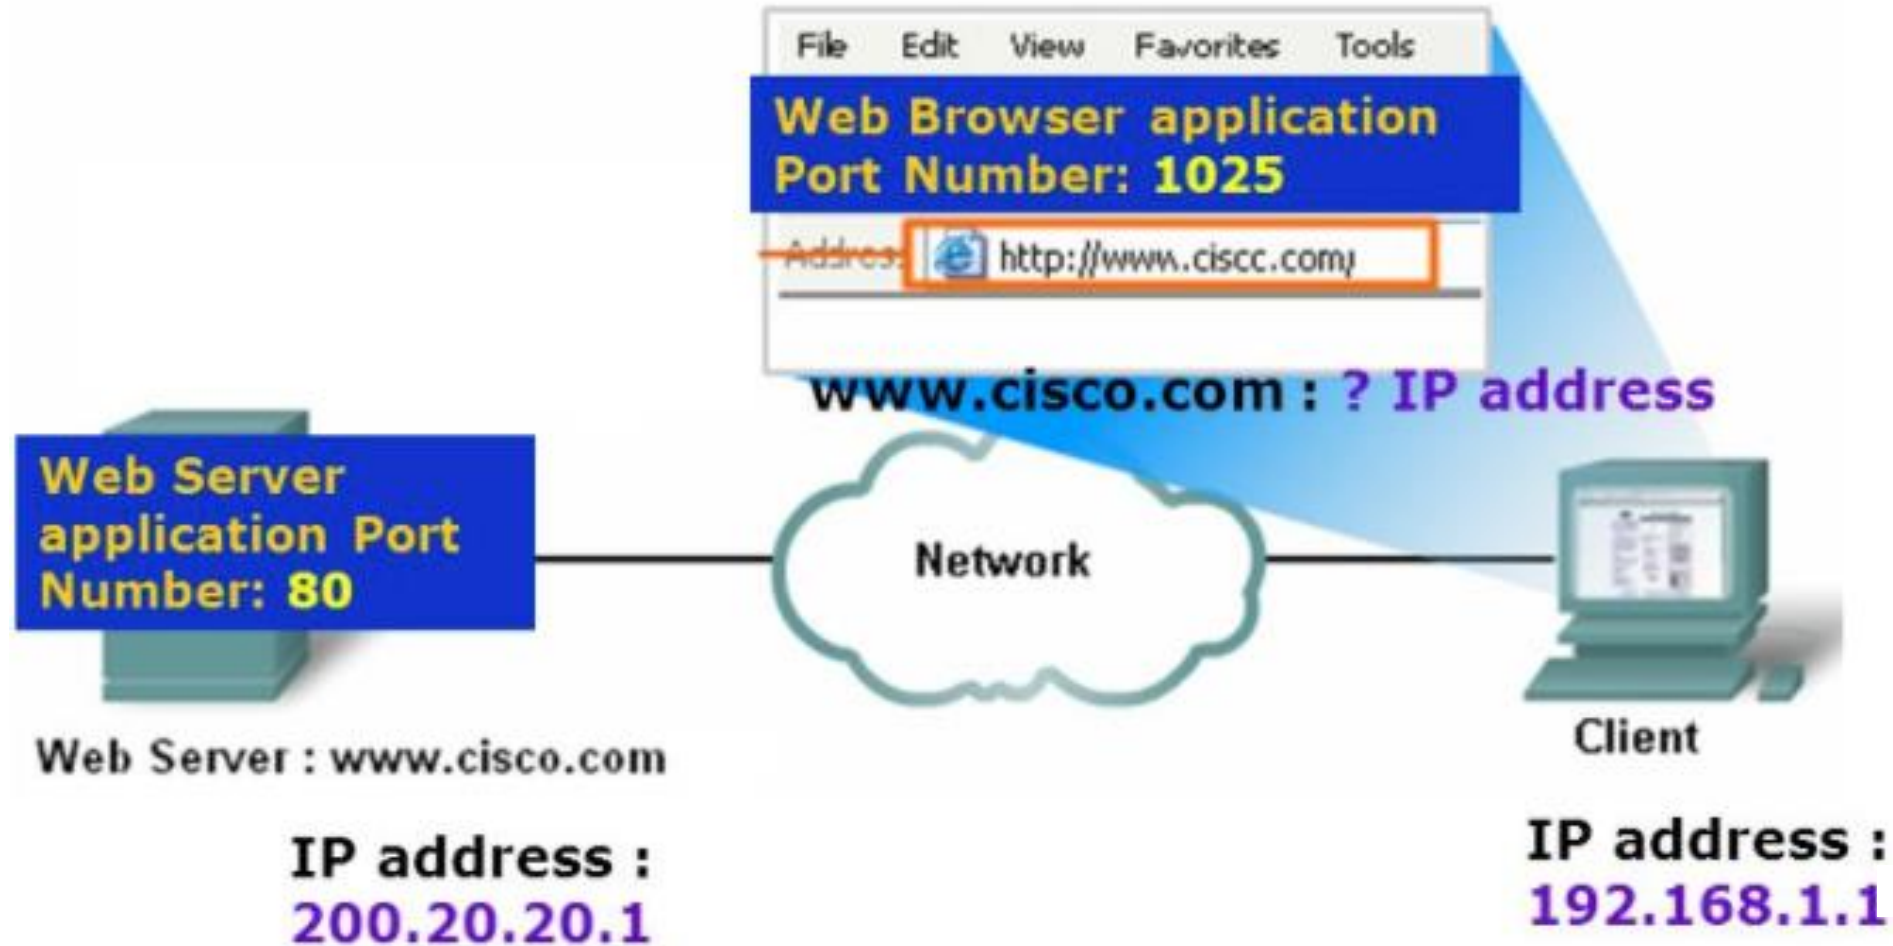 File Edit View Favorites Tools
Web Browser application
Port Number: 1025
Address http://www.ciscc.com/
www.cisco.com : ? IP address
Web Server
application Port
Number: 80
Network
Web Server : www.cisco.com
Client
IP address :
200.20.20.1
IP address :
192.168.1.1